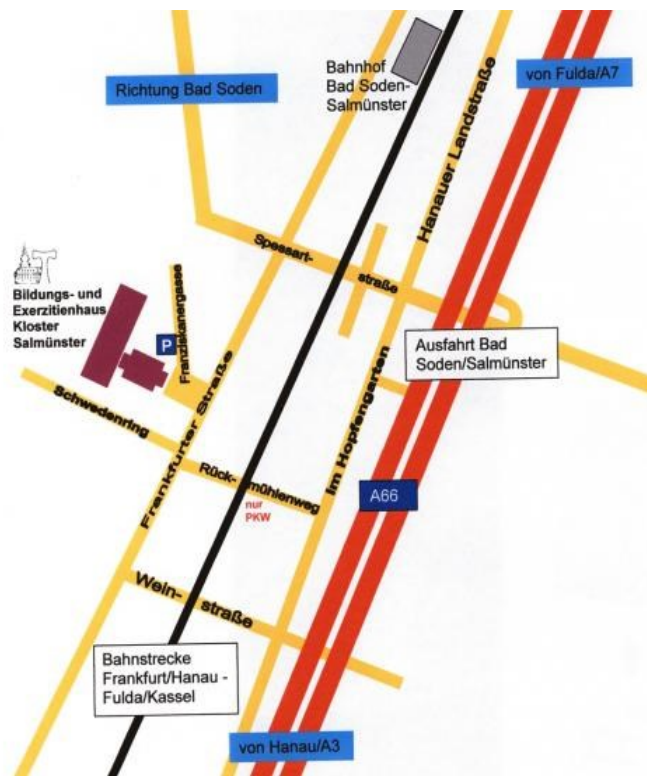 Bahnhof
Bad Soden-
Salmünster
von Fulda/A7
Richtung Bad Soden
Hanauer Landstraße
Spessart-
straße
Bildungs- und
Exerzitienhaus
Kloster
Salmünster
P
Franziskanergasse
Ausfahrt Bad
Soden/Salmünster
Schwedenring
Frankfurter Straße
Im Hopfengarten
Rück-
mühlenweg
nur
PKW
A66
Wein-
straße
Bahnstrecke
Frankfurt/Hanau -
Fulda/Kassel
von Hanau/A3